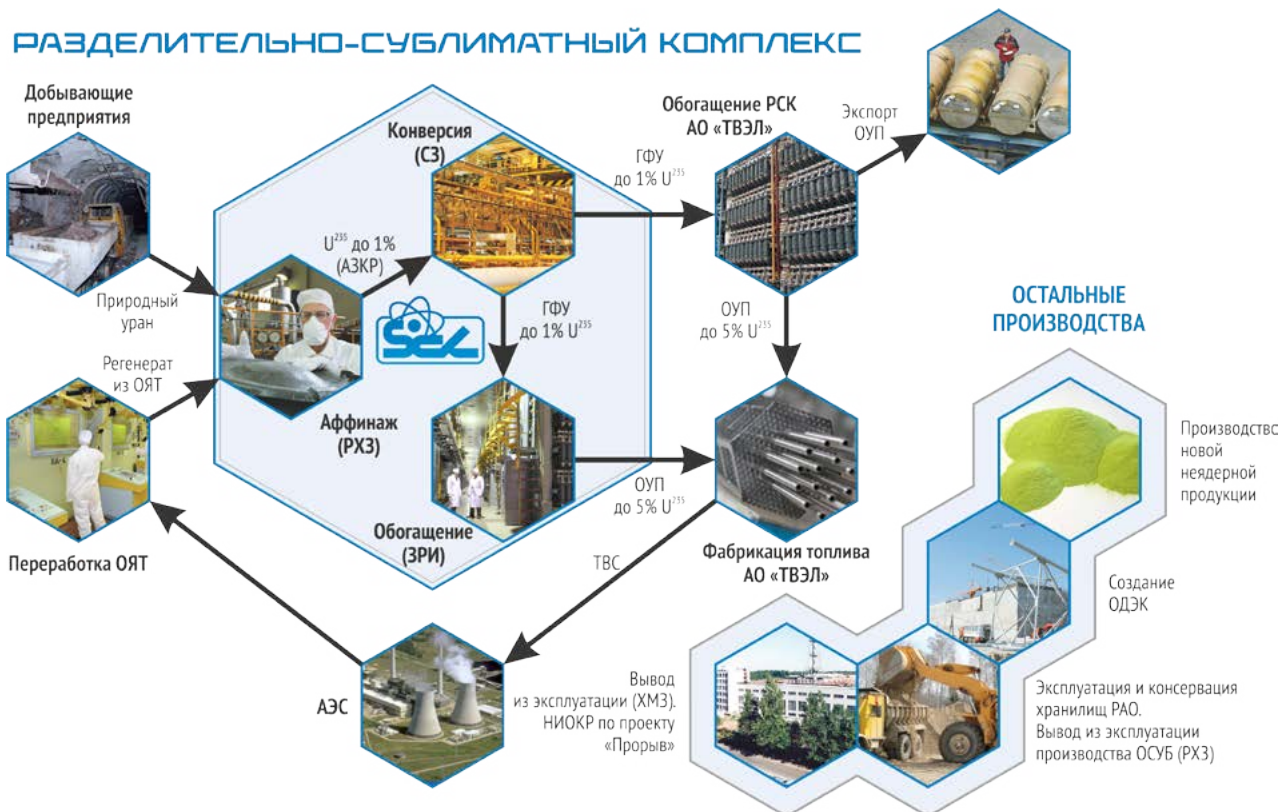 РАЗДЕЛИТЕЛЬНО-СУБЛИМАТНЫЙ КОМПЛЕКС
Добывающие
предприятия
Конверсия
(СЗ)
Обогащение РСК
АО «ТВЭЛ»
Экспорт
ОУП
ГФУ
до 1% U²³⁵
U²³⁵ до 1%
(АЗКР)
Природный
уран
ГФУ
до 1% U²³⁵
ОУП
до 5% U²³⁵
Регенерат
из ОЯТ
Аффинаж
(РХЗ)
Переработка ОЯТ
Обогащение
(ЗРИ)
ОУП
до 5% U²³⁵
Фабрикация топлива
АО «ТВЭЛ»
ТВС
АЭС
ОСТАЛЬНЫЕ
ПРОИЗВОДСТВА
Производство
новой
неядерной
продукции
Создание
ОДЭК
Вывод
из эксплуатации (ХМЗ).
НИОКР по проекту
«Прорыв»
Эксплуатация и консервация
хранилищ РАО.
Вывод из эксплуатации
производства ОСУБ (РХЗ)